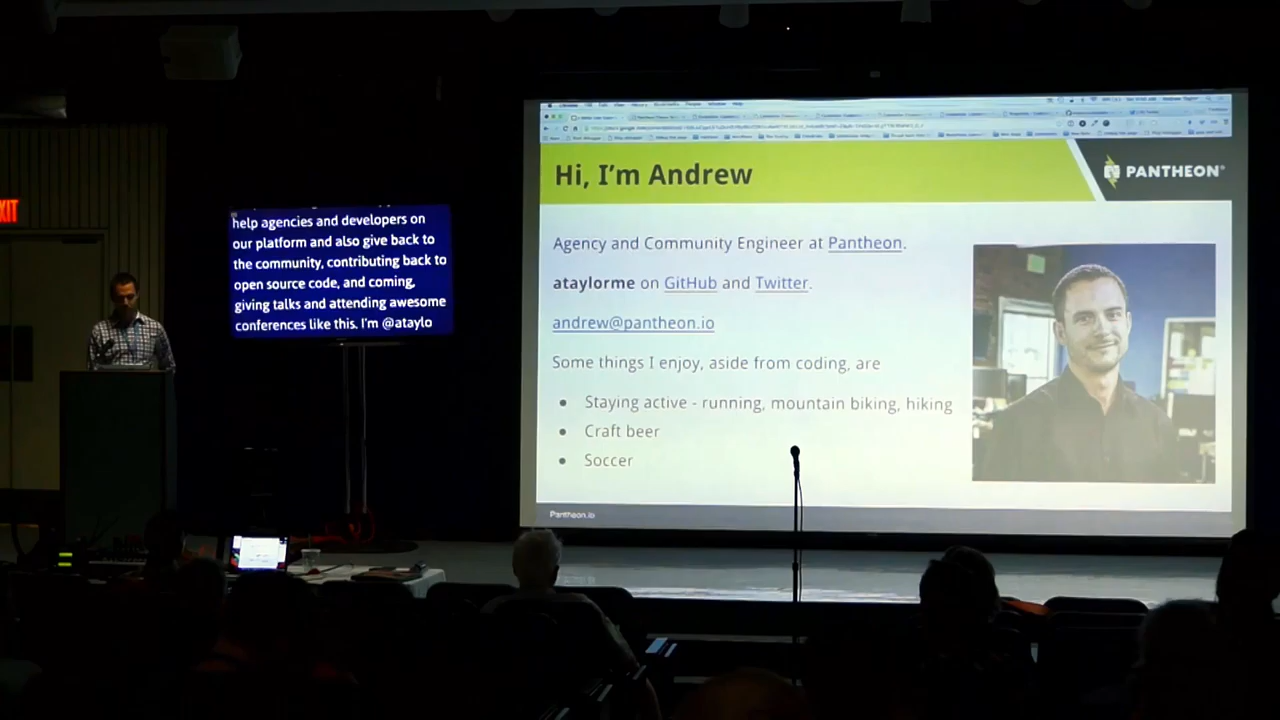 EXIT
help agencies and developers on
our platform and also give back to
the community, contributing back to
open source code, and coming,
giving talks and attending awesome
conferences like this. I'm @ataylo
Hi, I'm Andrew
PANTHEON®
Agency and Community Engineer at Pantheon.
ataylorme on GitHub and Twitter.
andrew@pantheon.io
Some things I enjoy, aside from coding, are
• Staying active - running, mountain biking, hiking
• Craft beer
• Soccer
Pantheon.io